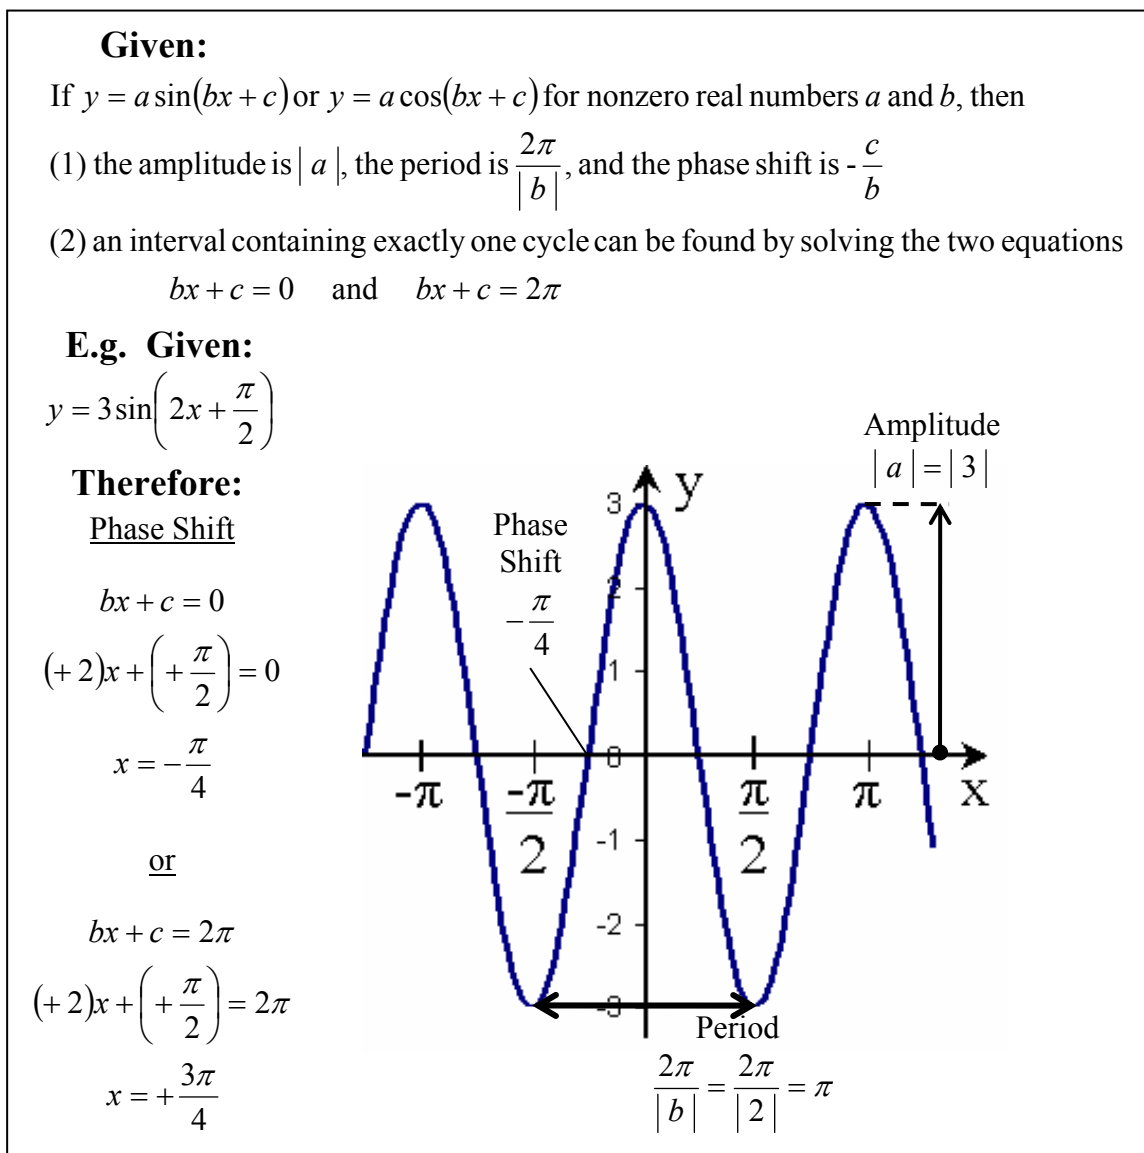 Given:
If y = a sin(bx + c) or y = a cos(bx + c) for nonzero real numbers a and b, then
(1) the amplitude is | a |, the period is 2π/| b |, and the phase shift is - c/b
(2) an interval containing exactly one cycle can be found by solving the two equations
bx + c = 0 and bx + c = 2π
E.g. Given:
y = 3 sin(2x + π/2)
Therefore:
Phase Shift
bx + c = 0
(+ 2)x + (+ π/2) = 0
x = − π/4
or
bx + c = 2π
(+ 2)x + (+ π/2) = 2π
x = + 3π/4
Amplitude
| a | = | 3 |
Phase
Shift
− π/4
y
3
2
1
0
-1
-2
-3
-π
-π/2
π/2
π
x
Period
2π/| b | = 2π/| 2 | = π